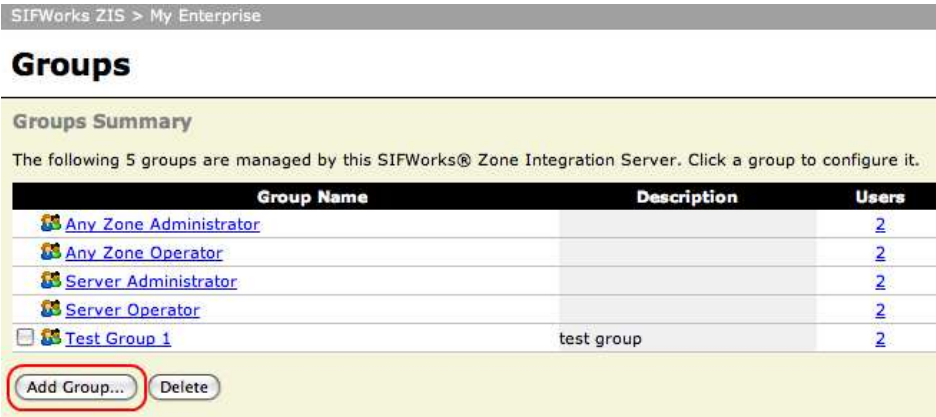 SIFWorks ZIS > My Enterprise
Groups
Groups Summary
The following 5 groups are managed by this SIFWorks® Zone Integration Server. Click a group to configure it.
Group Name Description Users
Any Zone Administrator 2
Any Zone Operator 2
Server Administrator 2
Server Operator 2
Test Group 1 test group 2
Add Group... Delete